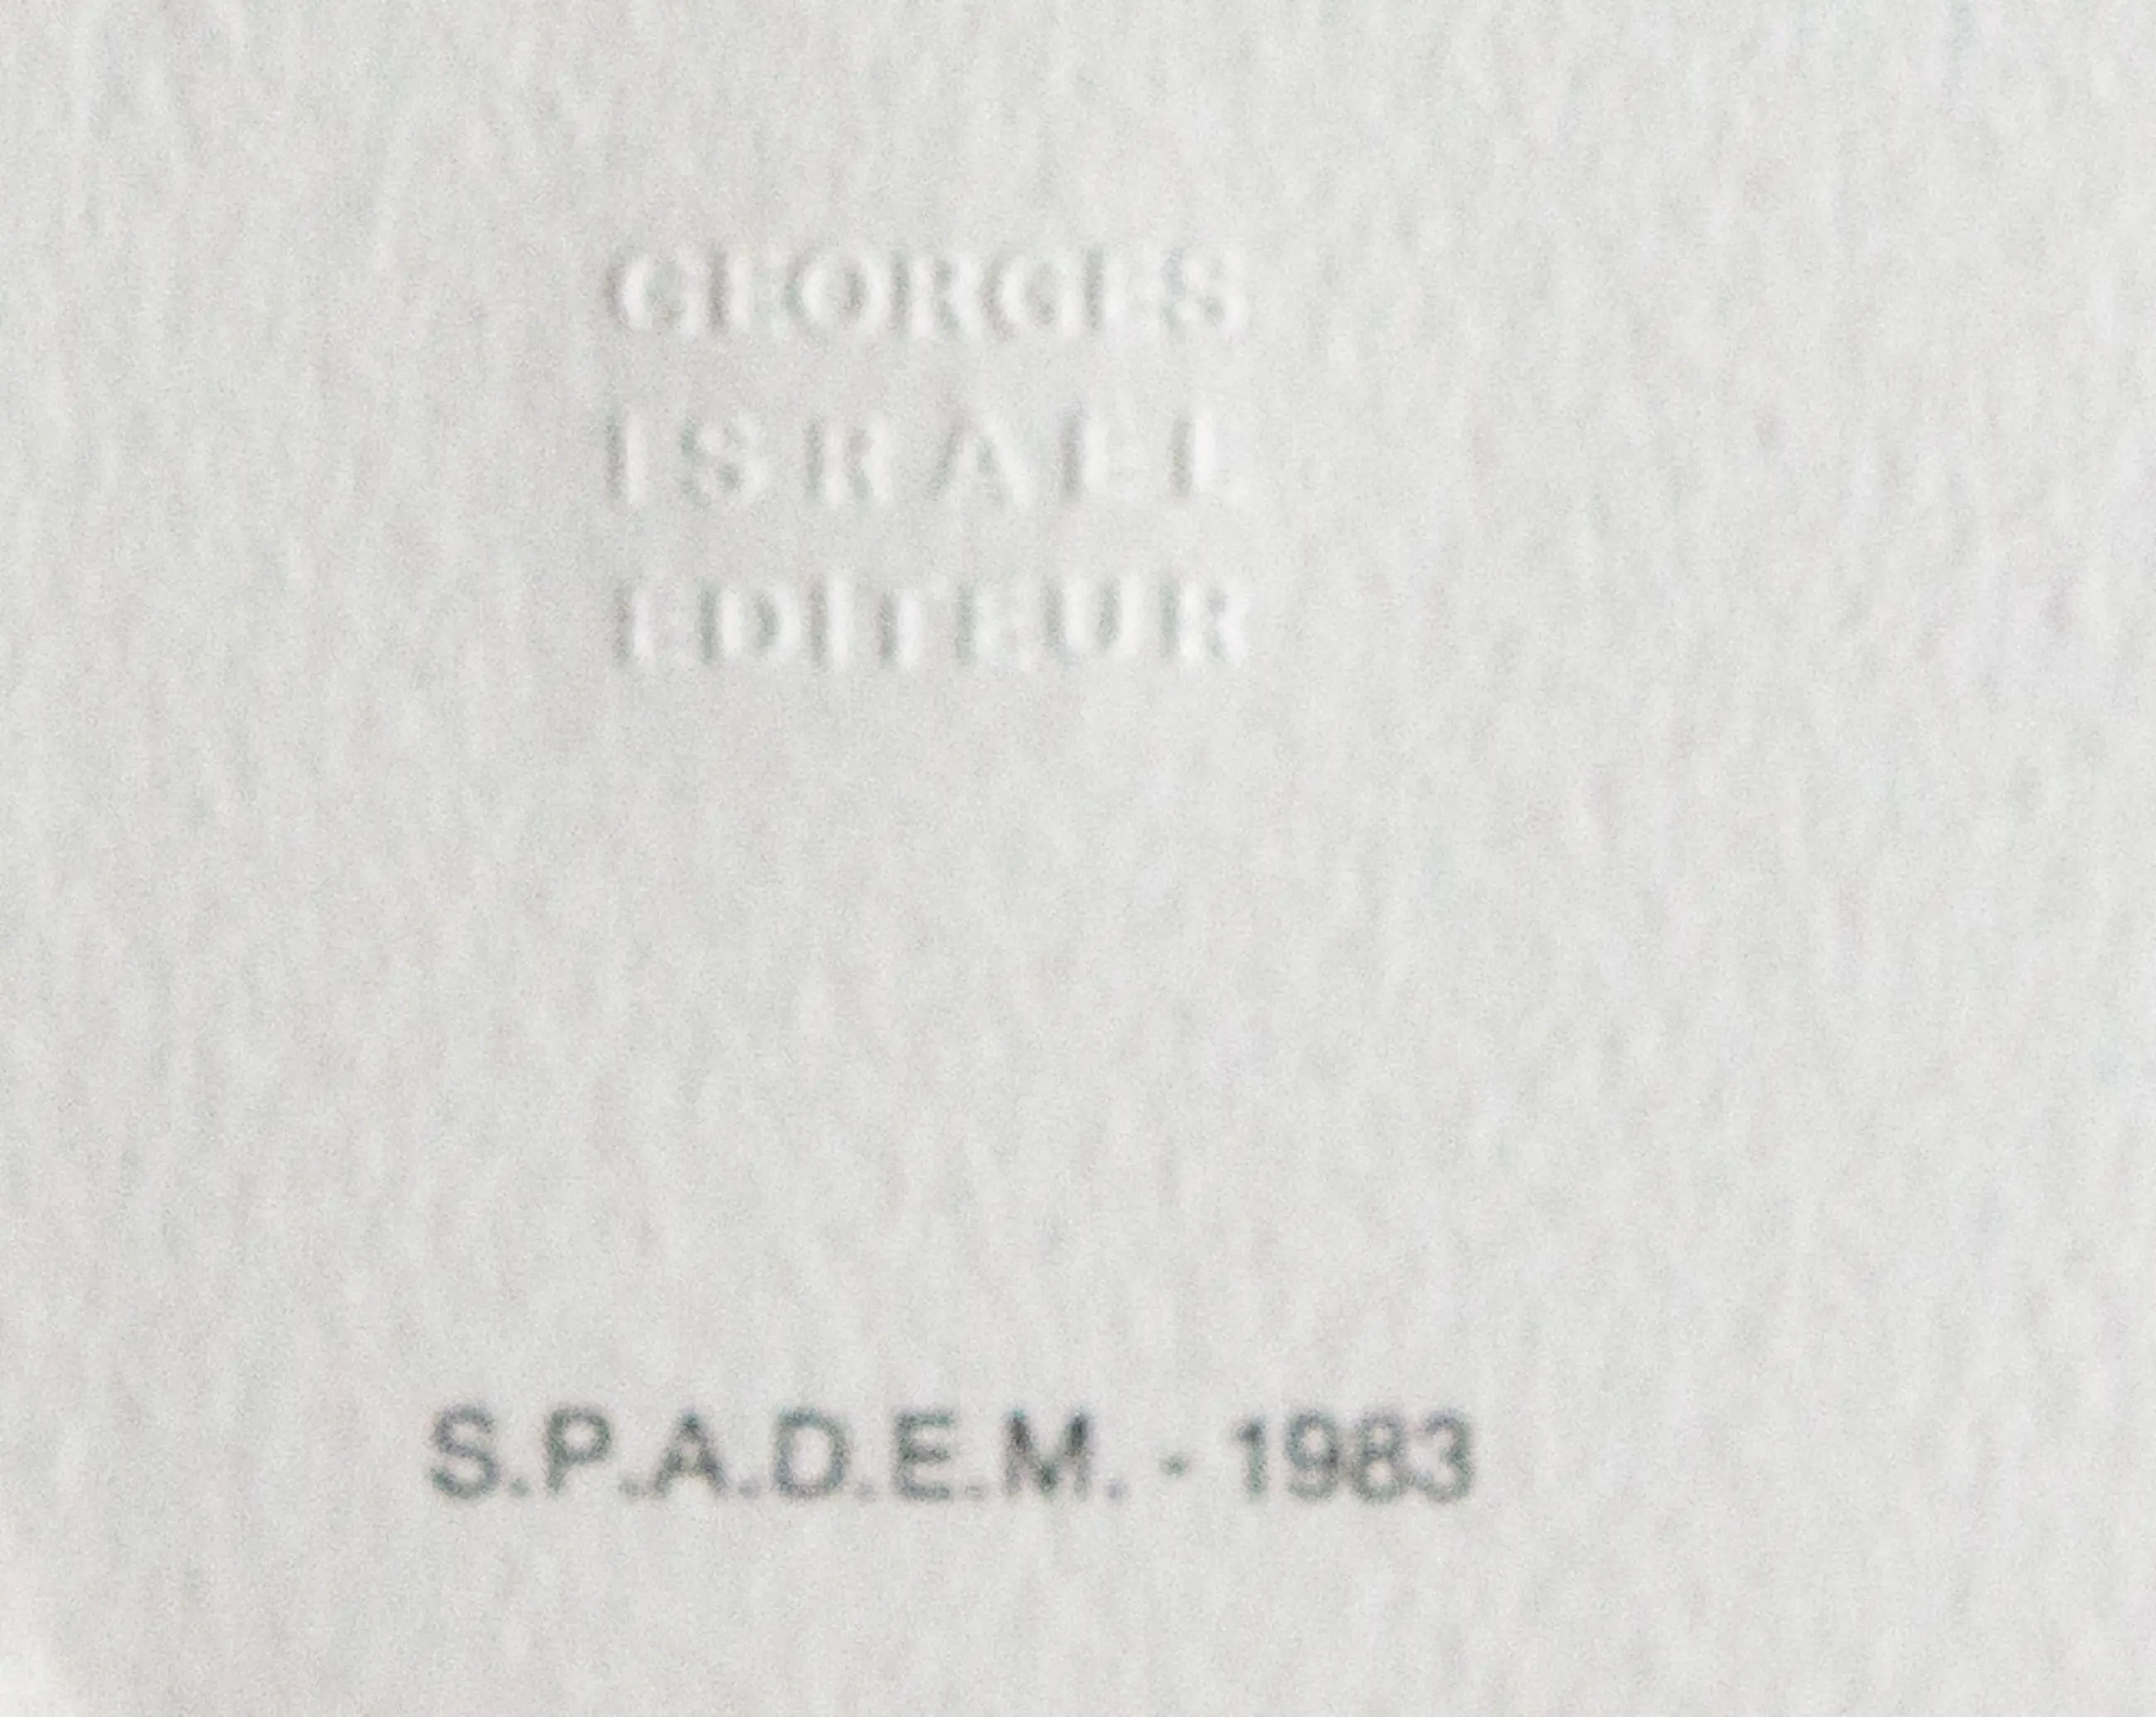 GEORGES
ISRAEL
EDITEUR
S.P.A.D.E.M. - 1983